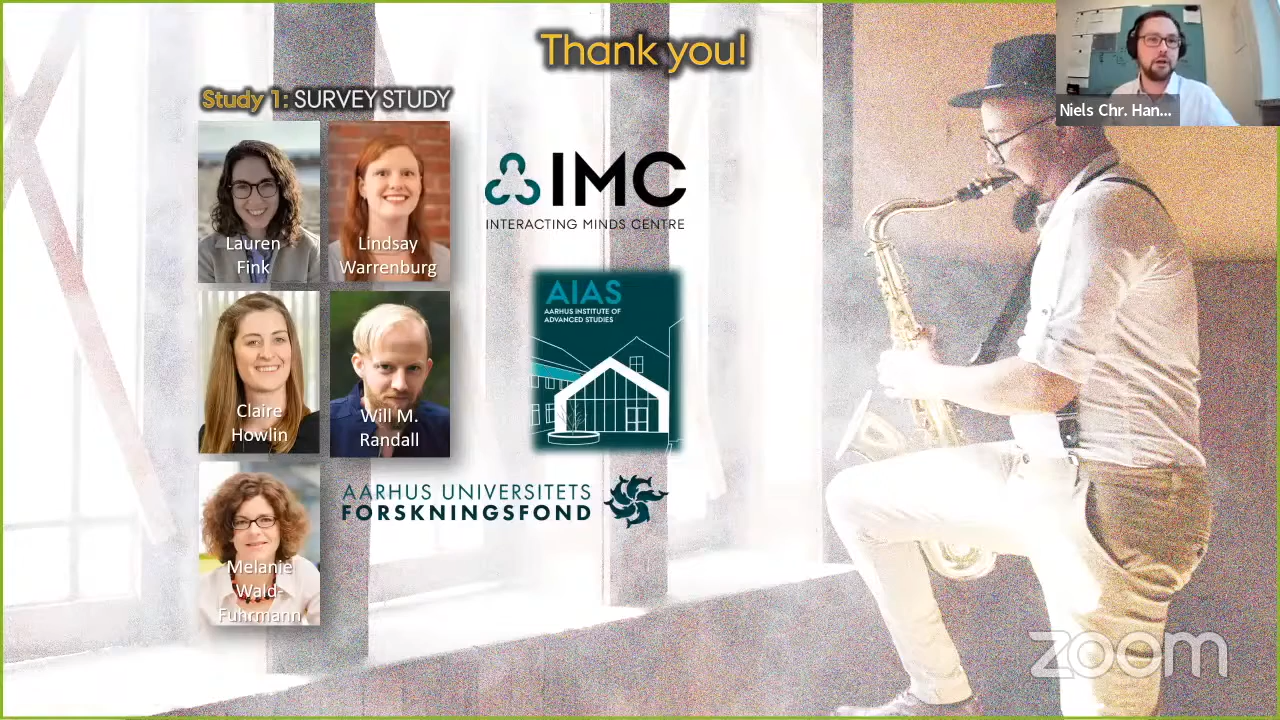 Thank you!
Niels Chr. Han...
Study 1: SURVEY STUDY
Lauren
Fink
Lindsay
Warrenburg
IMC
INTERACTING MINDS CENTRE
AIAS
AARHUS INSTITUTE OF
ADVANCED STUDIES
Claire
Howlin
Will M.
Randall
AARHUS UNIVERSITETS
FORSKNINGSFOND
Melanie
Wald-
Fuhrmann
zoom